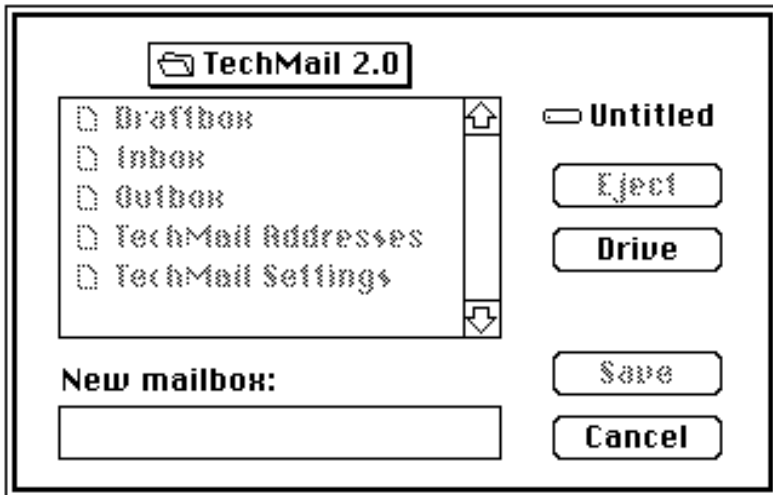 TechMail 2.0
Draftbox
Inbox
Outbox
TechMail Addresses
TechMail Settings
Untitled
Eject
Drive
New mailbox:
Save
Cancel